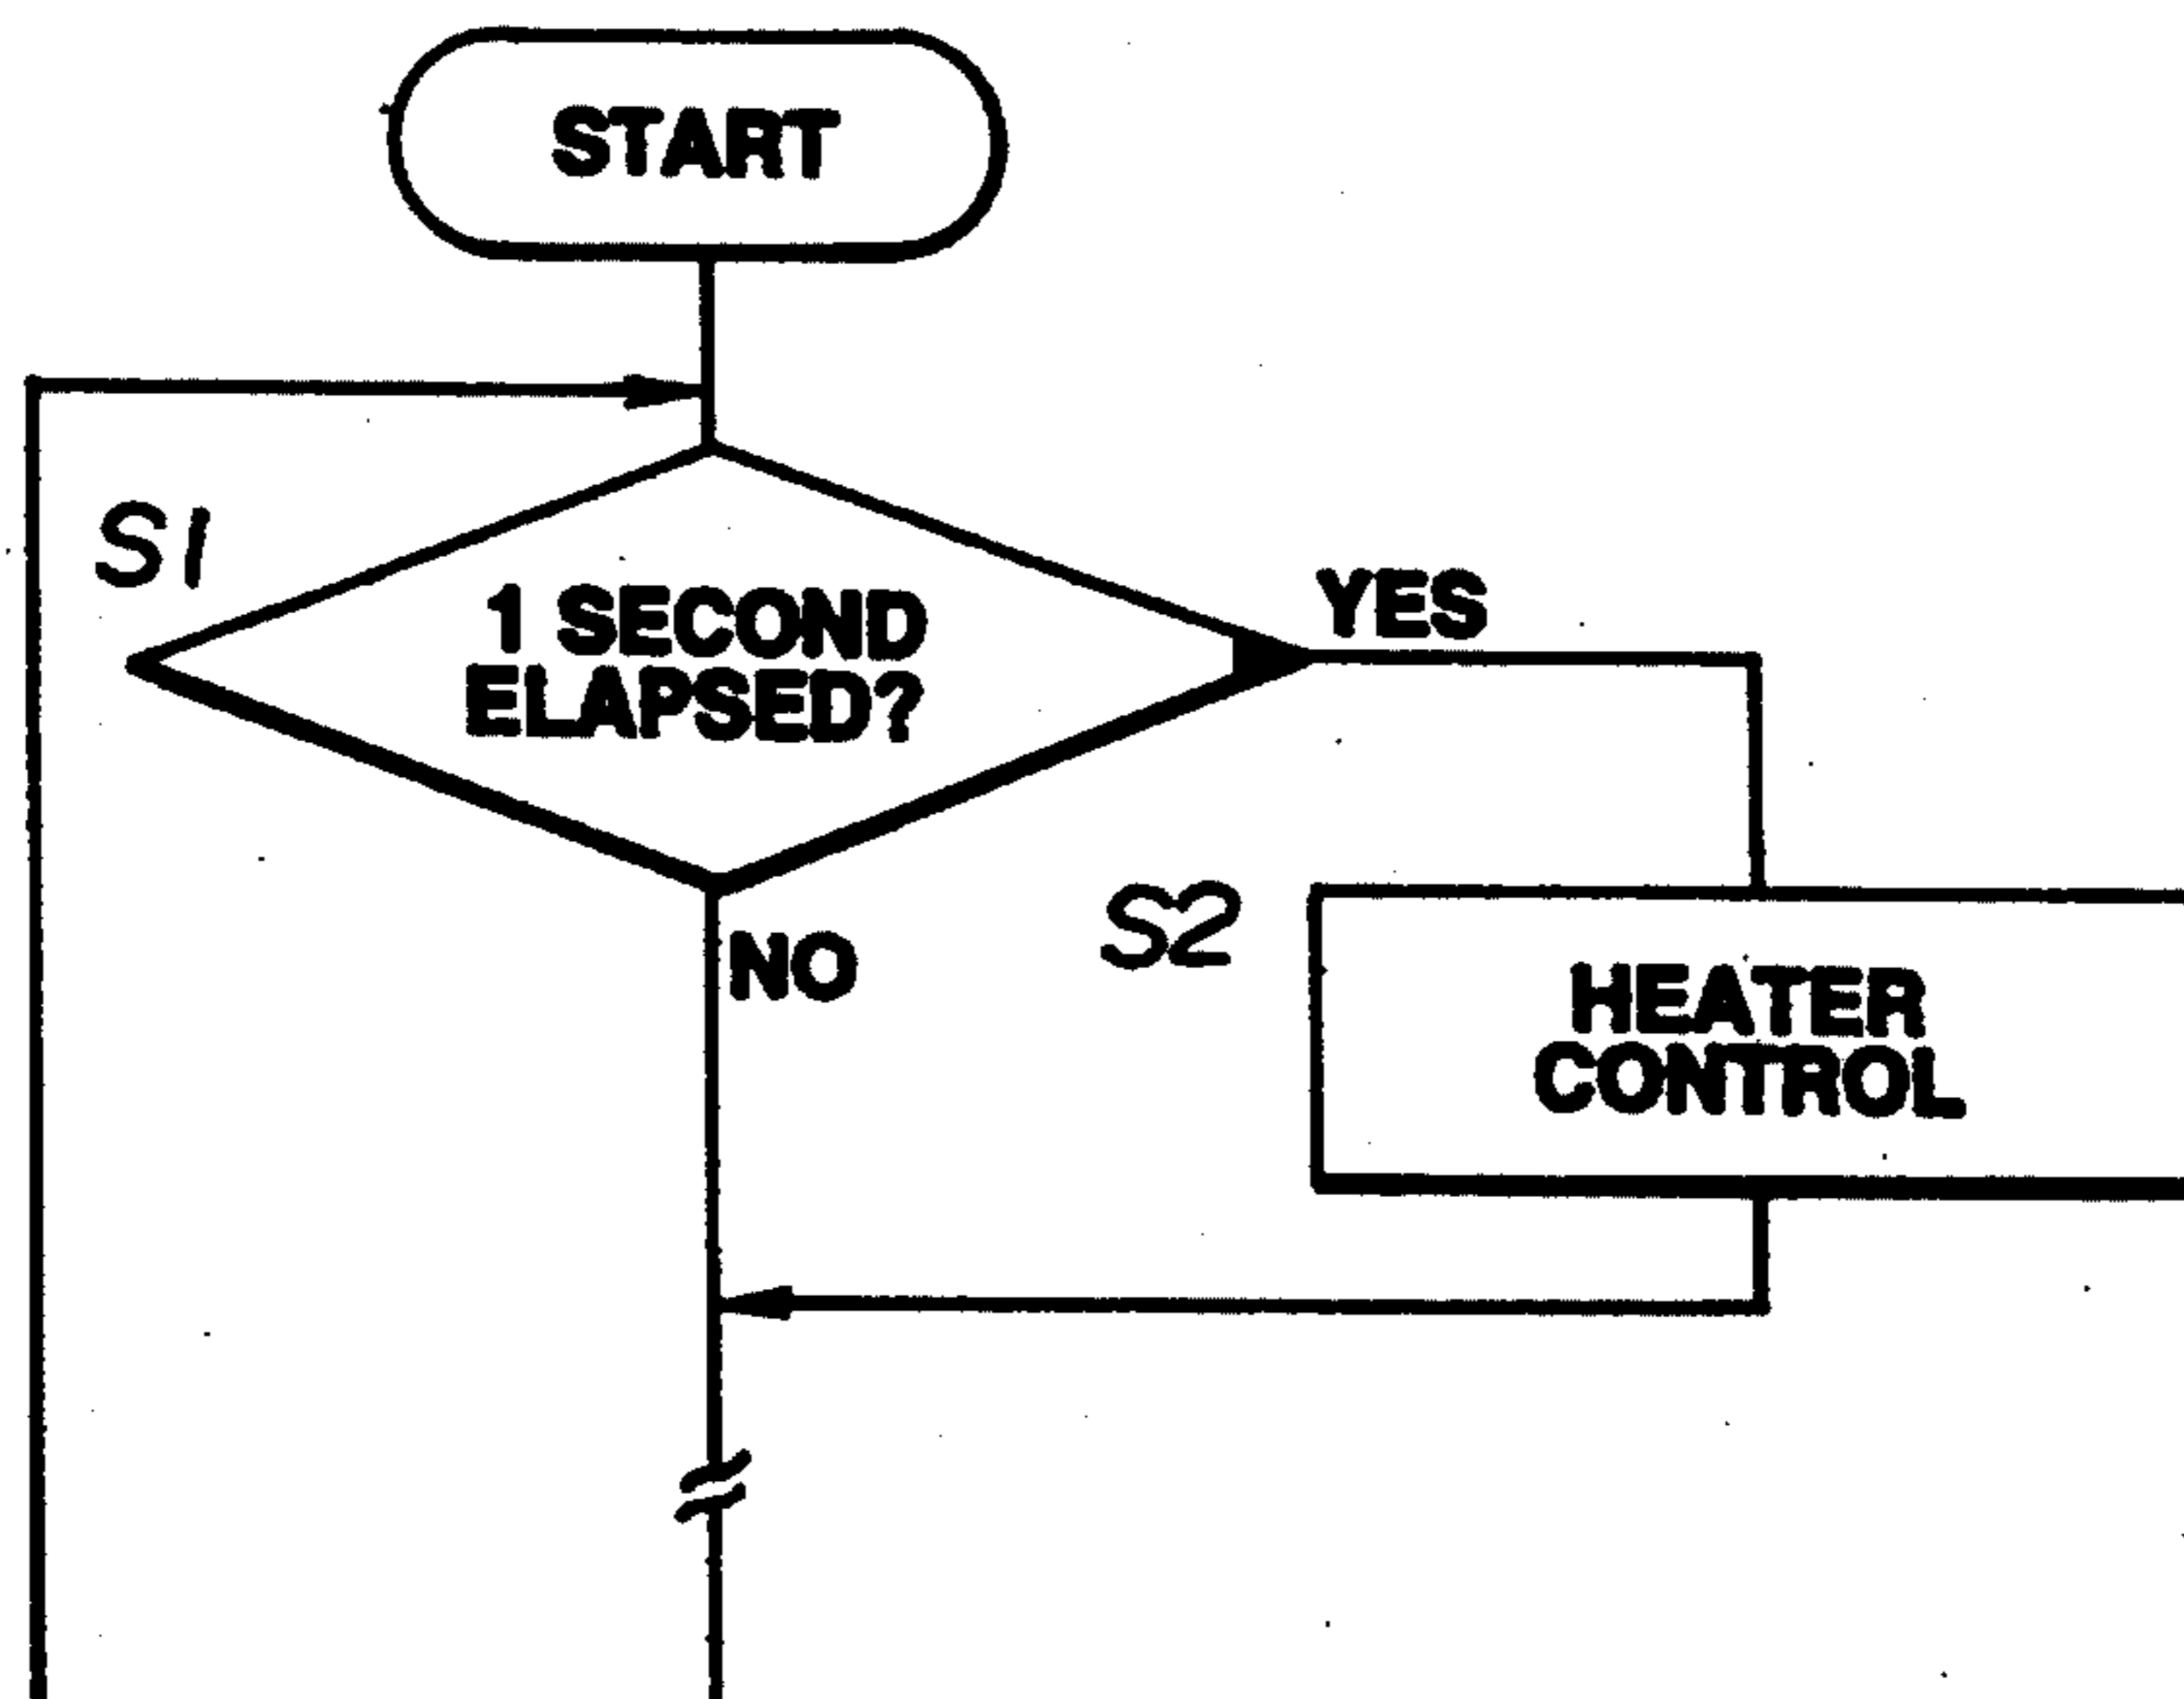 START
S1
1 SECOND
ELAPSED?
YES
NO
S2
HEATER
CONTROL